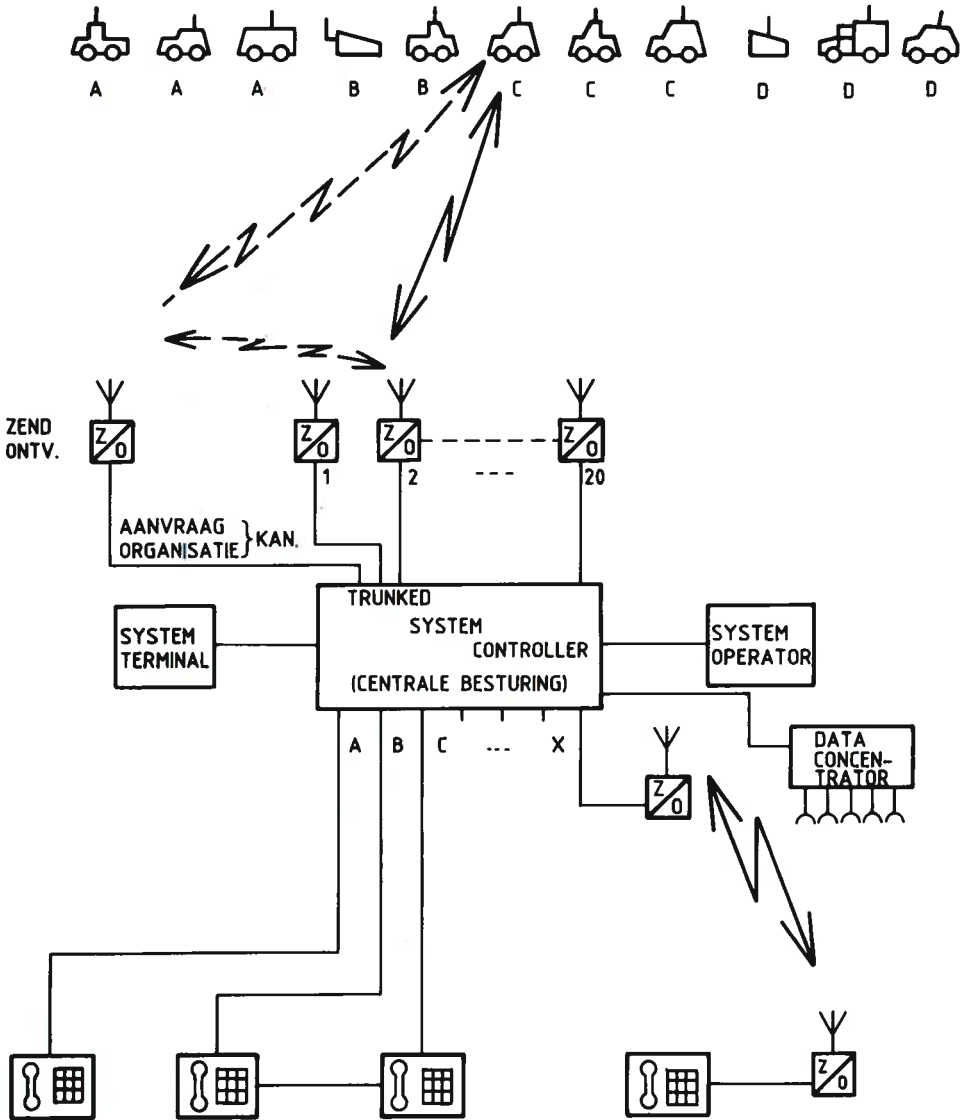 A A A B B C C C D D D
ZEND
ONTV.
Z/O Z/O Z/O Z/O
1 2 --- 20
AANVRAAG
ORGANISATIE } KAN.
TRUNKED
SYSTEM
CONTROLLER
(CENTRALE BESTURING)
SYSTEM
TERMINAL
SYSTEM
OPERATOR
A B C ... X
DATA
CONCEN-
TRATOR
Z/O
Z/O